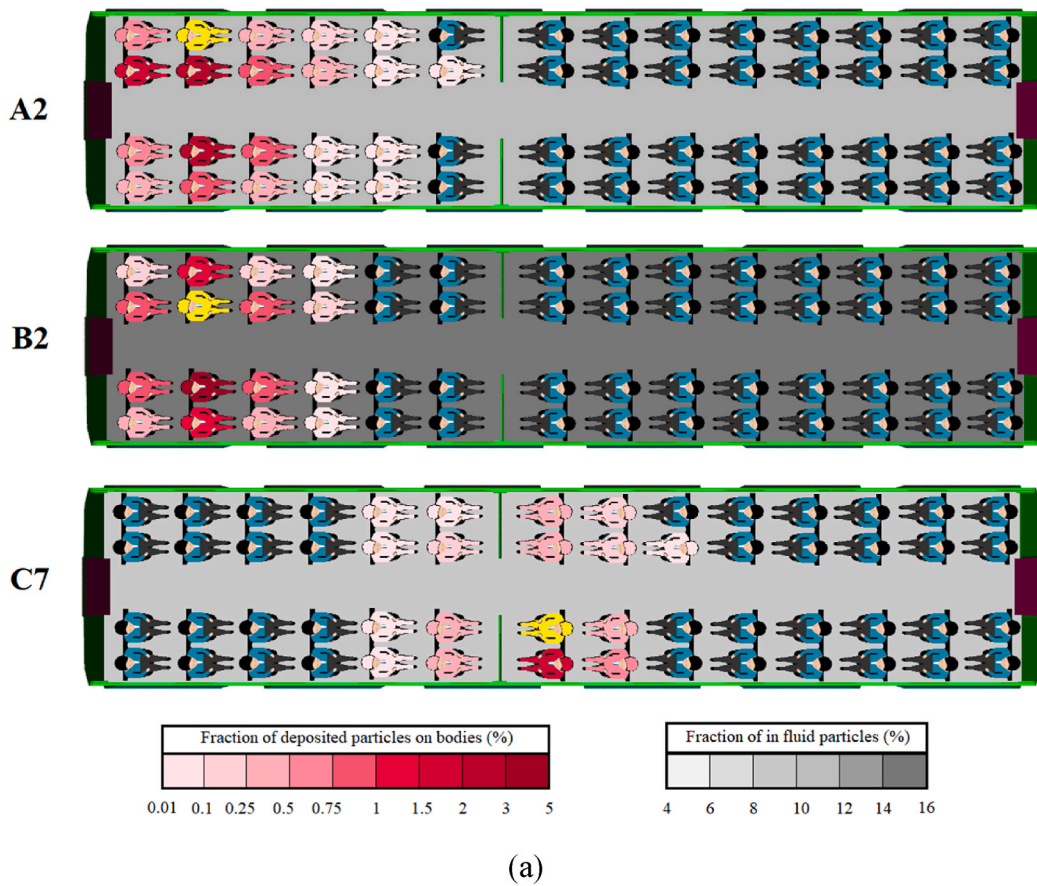 A2
B2
C7
Fraction of deposited particles on bodies (%)
0.01 0.1 0.25 0.5 0.75 1 1.5 2 3 5
Fraction of in fluid particles (%)
4 6 8 10 12 14 16
(a)